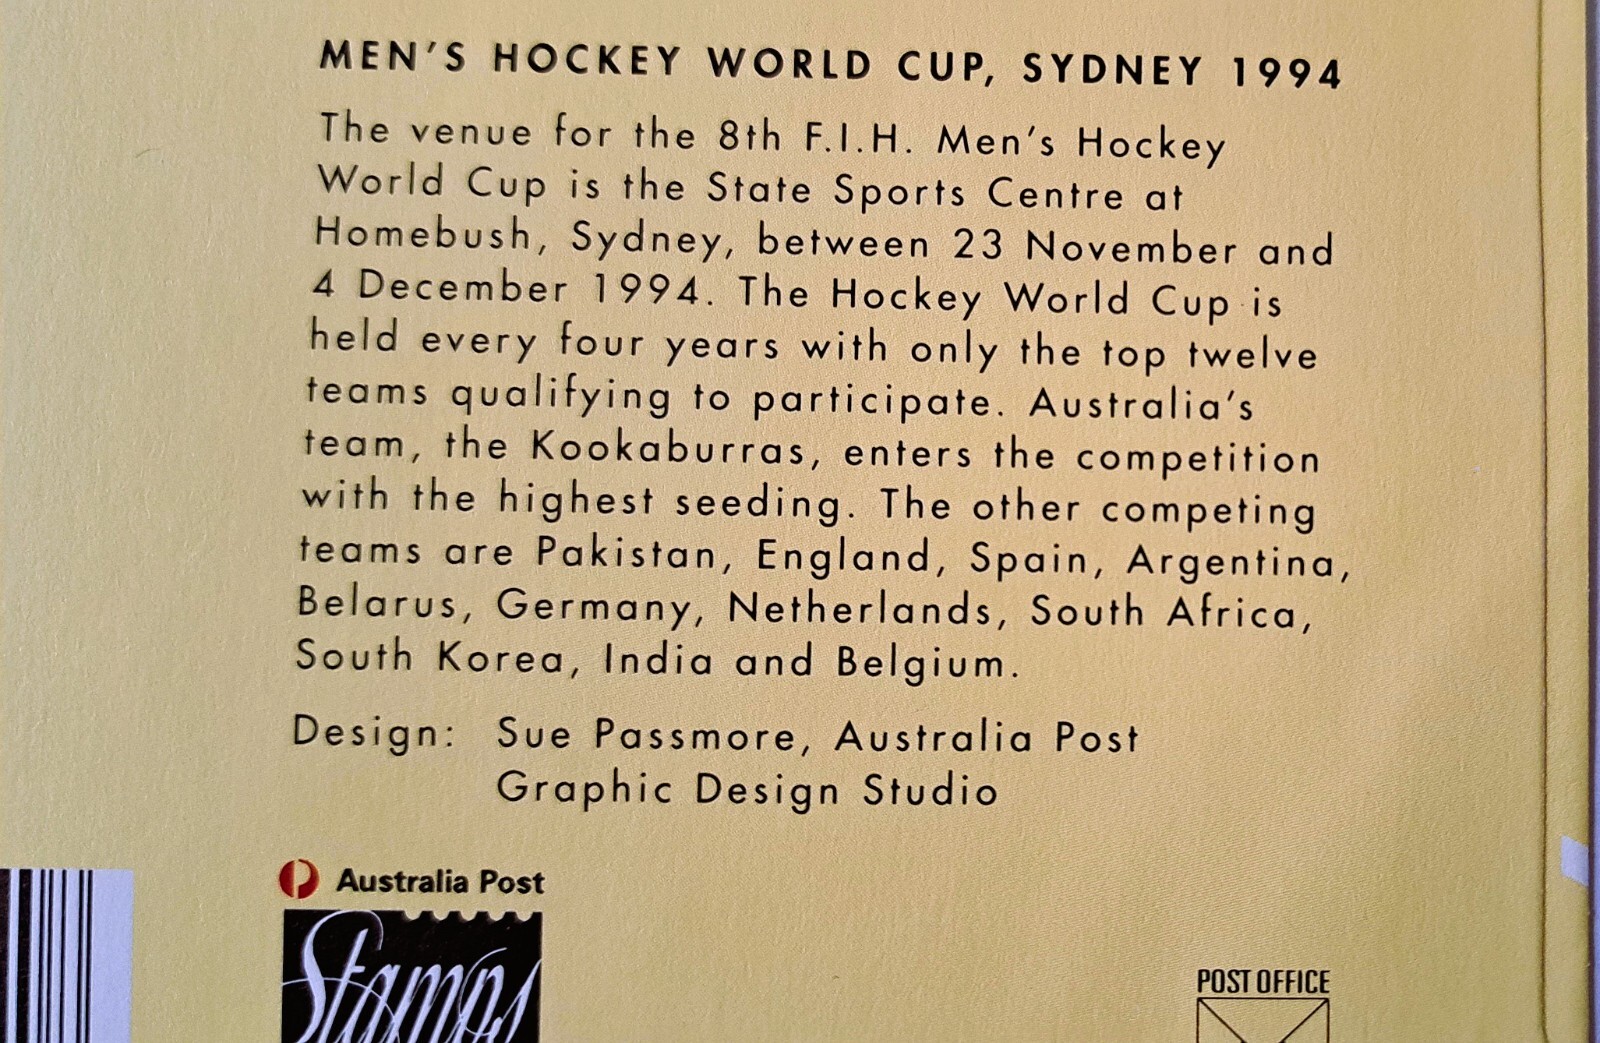 MEN'S HOCKEY WORLD CUP, SYDNEY 1994
The venue for the 8th F.I.H. Men's Hockey
World Cup is the State Sports Centre at
Homebush, Sydney, between 23 November and
4 December 1994. The Hockey World Cup is
held every four years with only the top twelve
teams qualifying to participate. Australia's
team, the Kookaburras, enters the competition
with the highest seeding. The other competing
teams are Pakistan, England, Spain, Argentina,
Belarus, Germany, Netherlands, South Africa,
South Korea, India and Belgium.
Design: Sue Passmore, Australia Post
Graphic Design Studio
Australia Post
Stamps
POST OFFICE